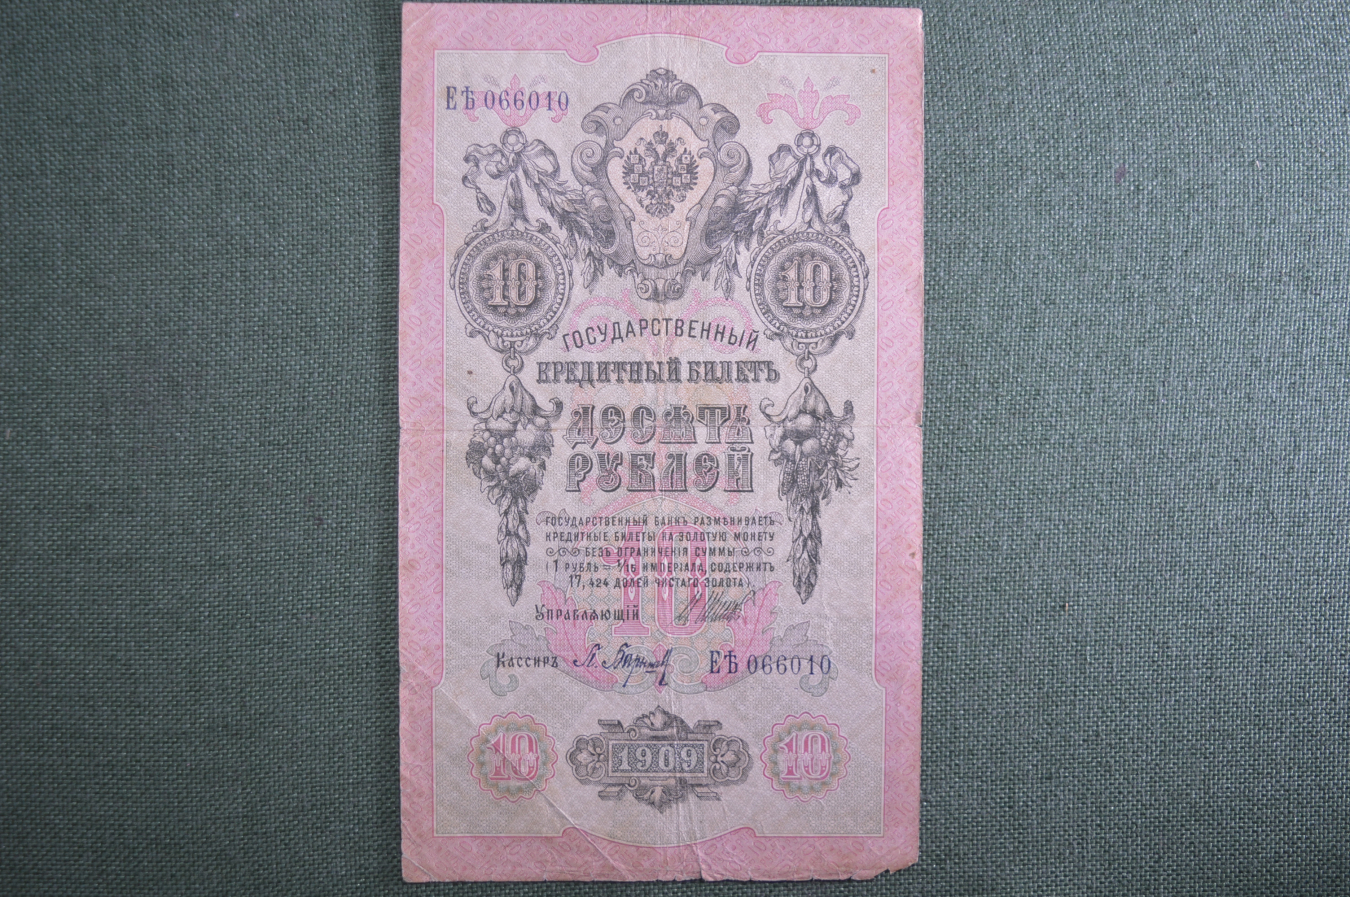 ЕѢ 066010
10 10
ГОСУДАРСТВЕННЫЙ
КРЕДИТНЫЙ БИЛЕТЪ
ДЕСЯТЬ
РУБЛЕЙ
ГОСУДАРСТВЕННЫЙ БАНКЪ РАЗМѢНИВАЕТЪ
КРЕДИТНЫЕ БИЛЕТЫ НА ЗОЛОТУЮ МОНЕТУ
БЕЗЪ ОГРАНИЧЕНІЯ СУММЫ
(1 РУБЛЬ = 1/15 ИМПЕРІАЛА, СОДЕРЖИТЪ
17,424 ДОЛЕЙ ЧИСТАГО ЗОЛОТА).
10
УПРАВЛЯЮЩІЙ
КАССИРЪ
ЕѢ 066010
10 1909 10